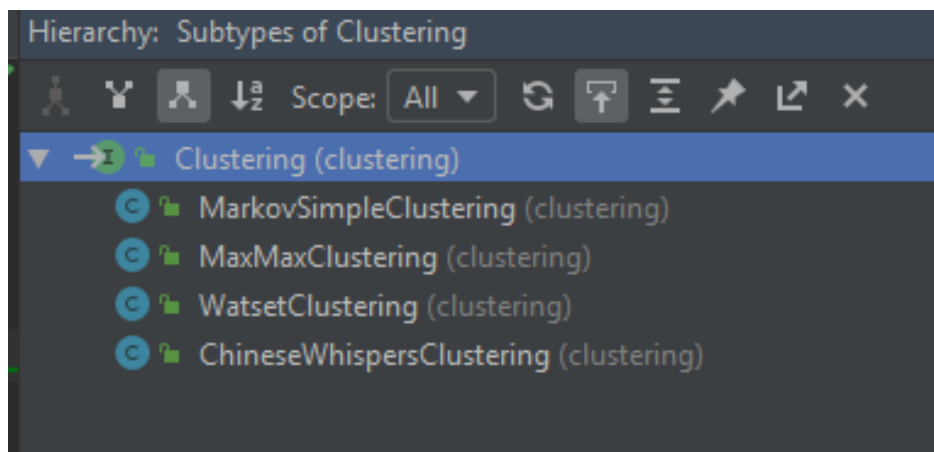 Hierarchy: Subtypes of Clustering
a z Scope: All
I Clustering (clustering)
C MarkovSimpleClustering (clustering)
C MaxMaxClustering (clustering)
C WatsetClustering (clustering)
C ChineseWhispersClustering (clustering)